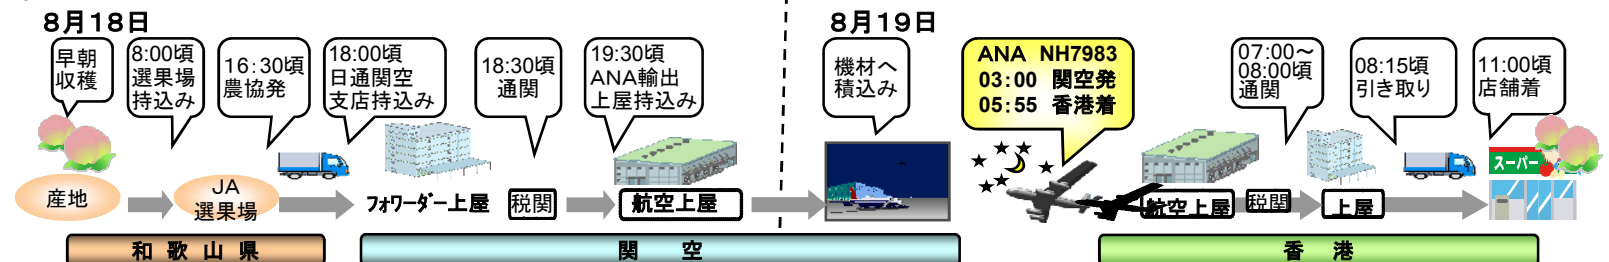 8月18日
8月19日
早朝
収穫
8:00頃
選果場
持込み
16:30頃
農協発
18:00頃
日通関空
支店持込み
18:30頃
通関
19:30頃
ANA輸出
上屋持込み
機材へ
積込み
ANA NH7983
03:00 関空発
05:55 香港着
07:00～
08:00頃
通関
08:15頃
引き取り
11:00頃
店舗着
スーパー
産地
JA
選果場
フォワーダー上屋
税関
航空上屋
航空上屋
税関
上屋
和歌山県
関空
香港